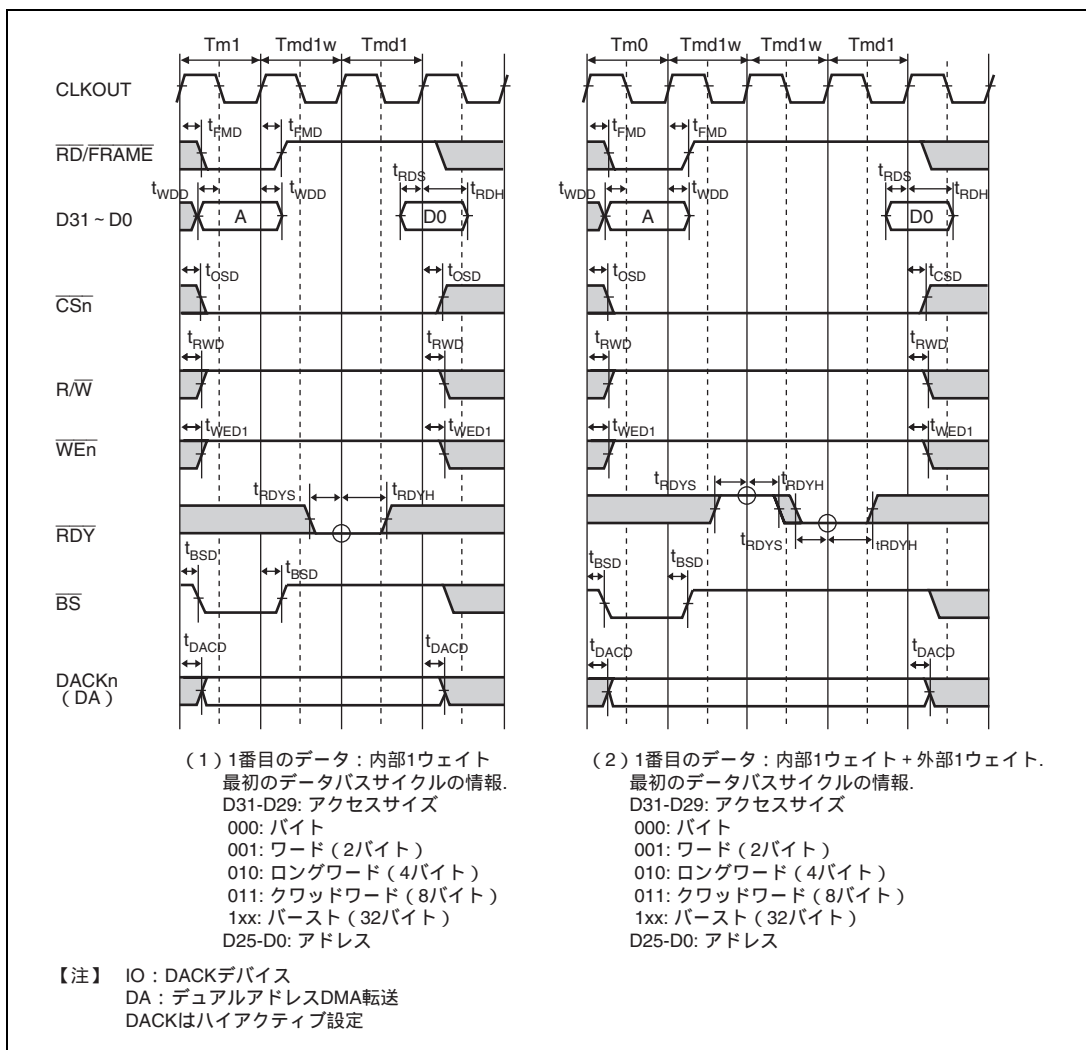 Tm1 Tmd1w Tmd1
Tm0 Tmd1w Tmd1w Tmd1
CLKOUT
tFMD tFMD
tFMD tFMD
RD/FRAME
tWDD tWDD tRDS tRDH
tWDD tWDD tRDS tRDH
D31 ~ D0
A D0
A D0
tOSD tOSD
tOSD tCSD
CSn
tRWD tRWD
tRWD tRWD
R/W
tWED1 tWED1
tWED1 tWED1
WEn
tRDYS tRDYH
tRDYS tRDYH
RDY
tRDYS tRDYH
tBSD tBSD
tBSD tBSD
BS
tDACD tDACD
tDACD tDACD
DACKn
(DA)
(1)1番目のデータ:内部1ウェイト
最初のデータバスサイクルの情報.
D31-D29: アクセスサイズ
000: バイト
001: ワード(2バイト)
010: ロングワード(4バイト)
011: クワッドワード(8バイト)
1xx: バースト(32バイト)
D25-D0: アドレス
(2)1番目のデータ:内部1ウェイト+外部1ウェイト.
最初のデータバスサイクルの情報.
D31-D29: アクセスサイズ
000: バイト
001: ワード(2バイト)
010: ロングワード(4バイト)
011: クワッドワード(8バイト)
1xx: バースト(32バイト)
D25-D0: アドレス
【注】 IO:DACKデバイス
DA:デュアルアドレスDMA転送
DACKはハイアクティブ設定